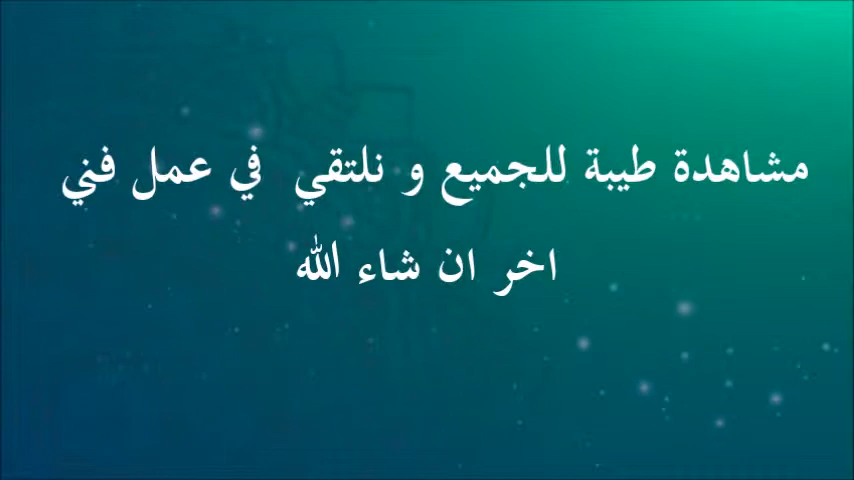 مشاهدة طيبة للجميع و نلتقي في عمل فني
اخر ان شاء الله